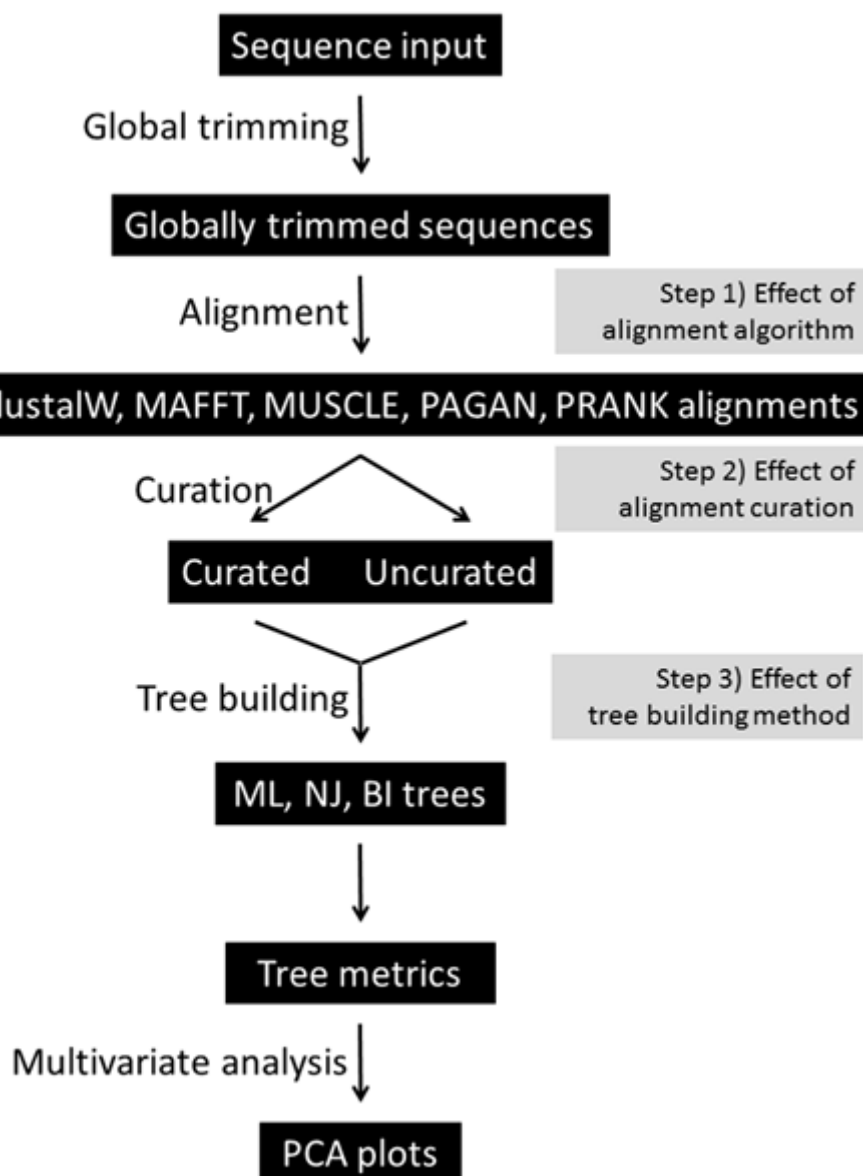 Sequence input
Global trimming
Globally trimmed sequences
Alignment
Step 1) Effect of
alignment algorithm
lustalW, MAFFT, MUSCLE, PAGAN, PRANK alignments
Curation
Step 2) Effect of
alignment curation
Curated Uncurated
Tree building
Step 3) Effect of
tree building method
ML, NJ, BI trees
Tree metrics
Multivariate analysis
PCA plots